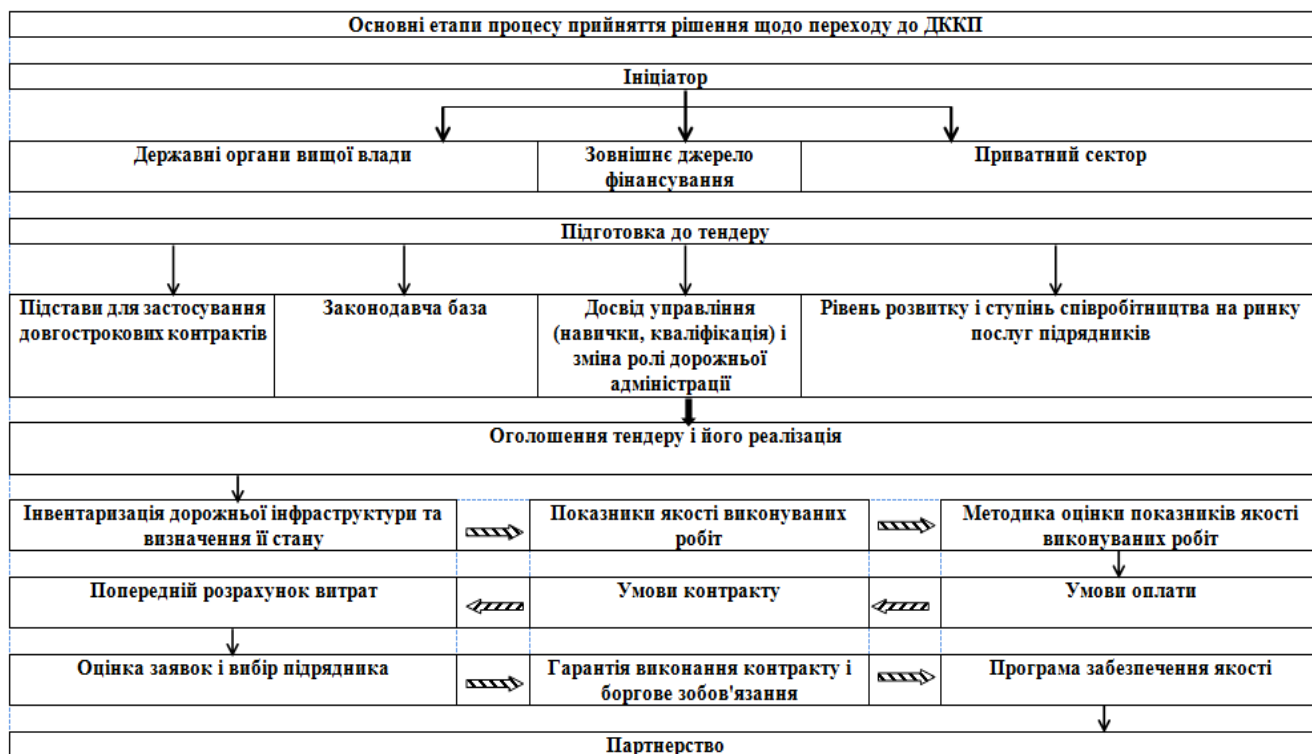 Основні етапи процесу прийняття рішення щодо переходу до ДККП
Ініціатор
Державні органи вищої влади
Зовнішнє джерело
фінансування
Приватний сектор
Підготовка до тендеру
Підстави для застосування
довгострокових контрактів
Законодавча база
Досвід управління
(навички, кваліфікація) і
зміна ролі дорожньої
адміністрації
Рівень розвитку і ступінь співробітництва на ринку
послуг підрядників
Оголошення тендеру і його реалізація
Інвентаризація дорожньої інфраструктури та
визначення її стану
Показники якості виконуваних
робіт
Методика оцінки показників якості
виконуваних робіт
Попередній розрахунок витрат
Умови контракту
Умови оплати
Оцінка заявок і вибір підрядника
Гарантія виконання контракту і
боргове зобов'язання
Програма забезпечення якості
Партнерство